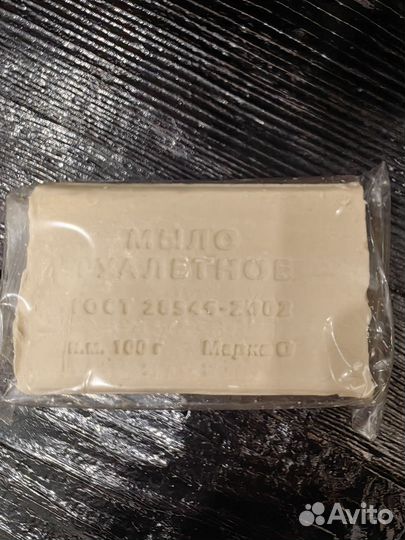 МЫЛО
ТУАЛЕТНОЕ
ГОСТ 28546-2002
н.м. 100 г Марка О
Avito